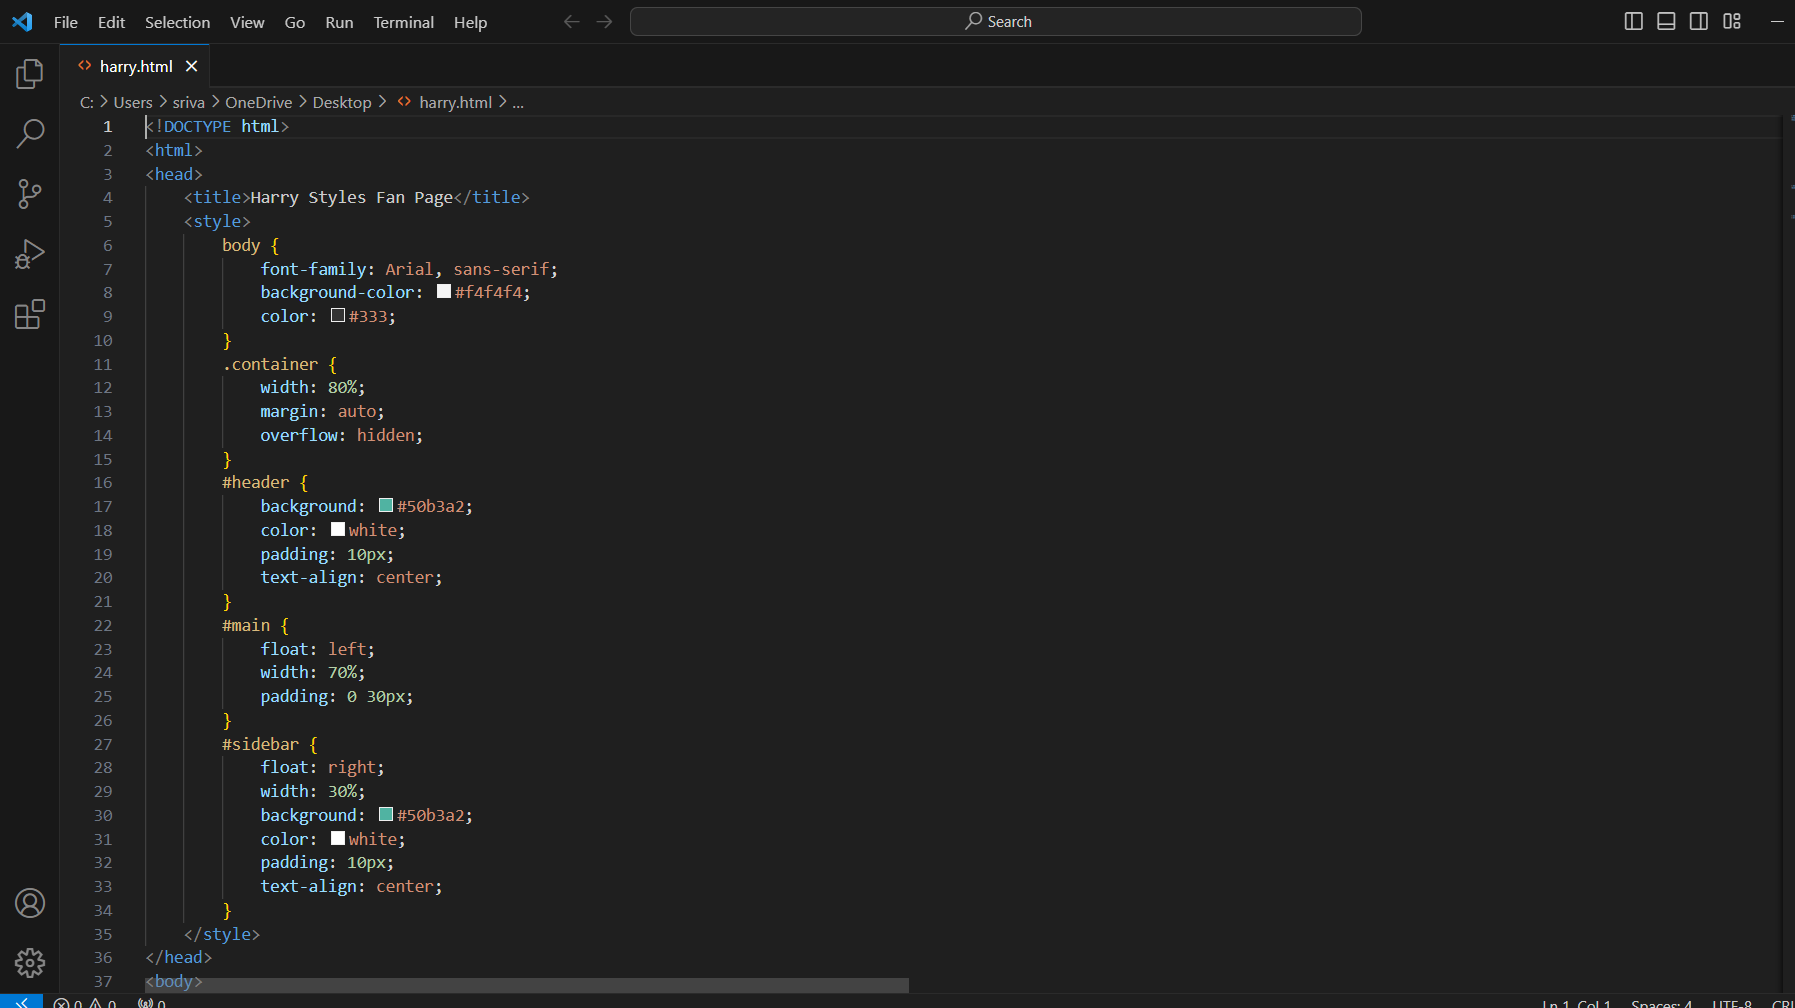 File Edit Selection View Go Run Terminal Help Search
harry.html
C: > Users > sriva > OneDrive > Desktop > harry.html > ...
1 <!DOCTYPE html>
2 <html>
3 <head>
4 <title>Harry Styles Fan Page</title>
5 <style>
6 body {
7 font-family: Arial, sans-serif;
8 background-color: #f4f4f4;
9 color: #333;
10 }
11 .container {
12 width: 80%;
13 margin: auto;
14 overflow: hidden;
15 }
16 #header {
17 background: #50b3a2;
18 color: white;
19 padding: 10px;
20 text-align: center;
21 }
22 #main {
23 float: left;
24 width: 70%;
25 padding: 0 30px;
26 }
27 #sidebar {
28 float: right;
29 width: 30%;
30 background: #50b3a2;
31 color: white;
32 padding: 10px;
33 text-align: center;
34 }
35 </style>
36 </head>
37 <body>
0 0 0 Ln 1, Col 1 Spaces: 4 UTF-8